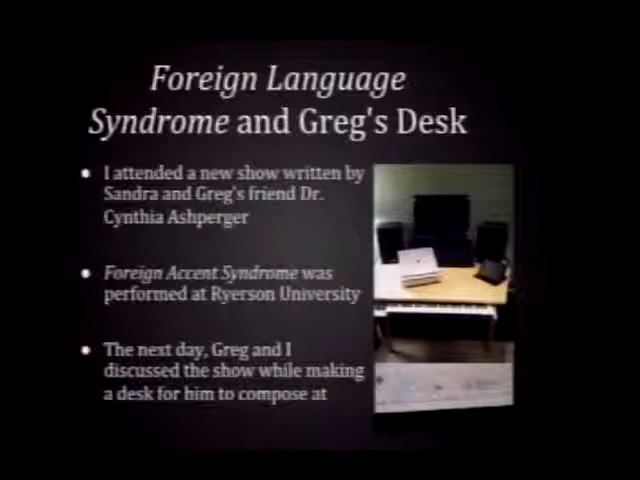 Foreign Language
Syndrome and Greg's Desk
• I attended a new show written by
Sandra and Greg's friend Dr.
Cynthia Ashperger
• Foreign Accent Syndrome was
performed at Ryerson University
• The next day, Greg and I
discussed the show while making
a desk for him to compose at